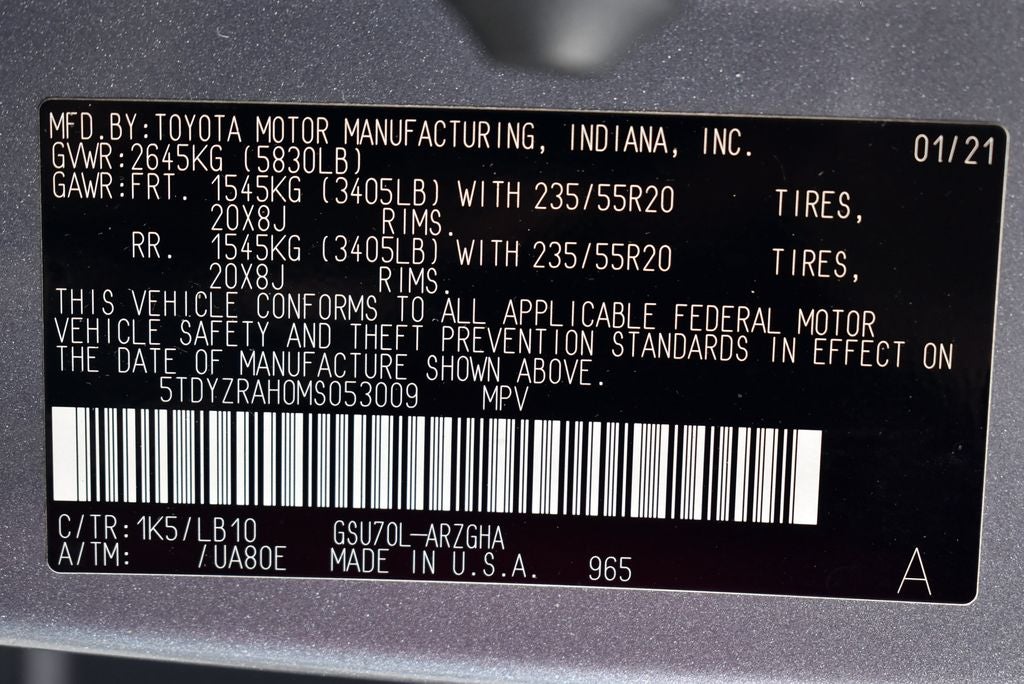 MFD.BY:TOYOTA MOTOR MANUFACTURING, INDIANA, INC. 01/21
GVWR:2645KG (5830LB)
GAWR:FRT. 1545KG (3405LB) WITH 235/55R20 TIRES,
20X8J RIMS.
RR. 1545KG (3405LB) WITH 235/55R20 TIRES,
20X8J RIMS.
THIS VEHICLE CONFORMS TO ALL APPLICABLE FEDERAL MOTOR
VEHICLE SAFETY AND THEFT PREVENTION STANDARDS IN EFFECT ON
THE DATE OF MANUFACTURE SHOWN ABOVE.
5TDYZRAH0MS053009 MPV
C/TR:1K5/LB10 GSU70L-ARZGHA
A/TM: /UA80E MADE IN U.S.A. 965 A